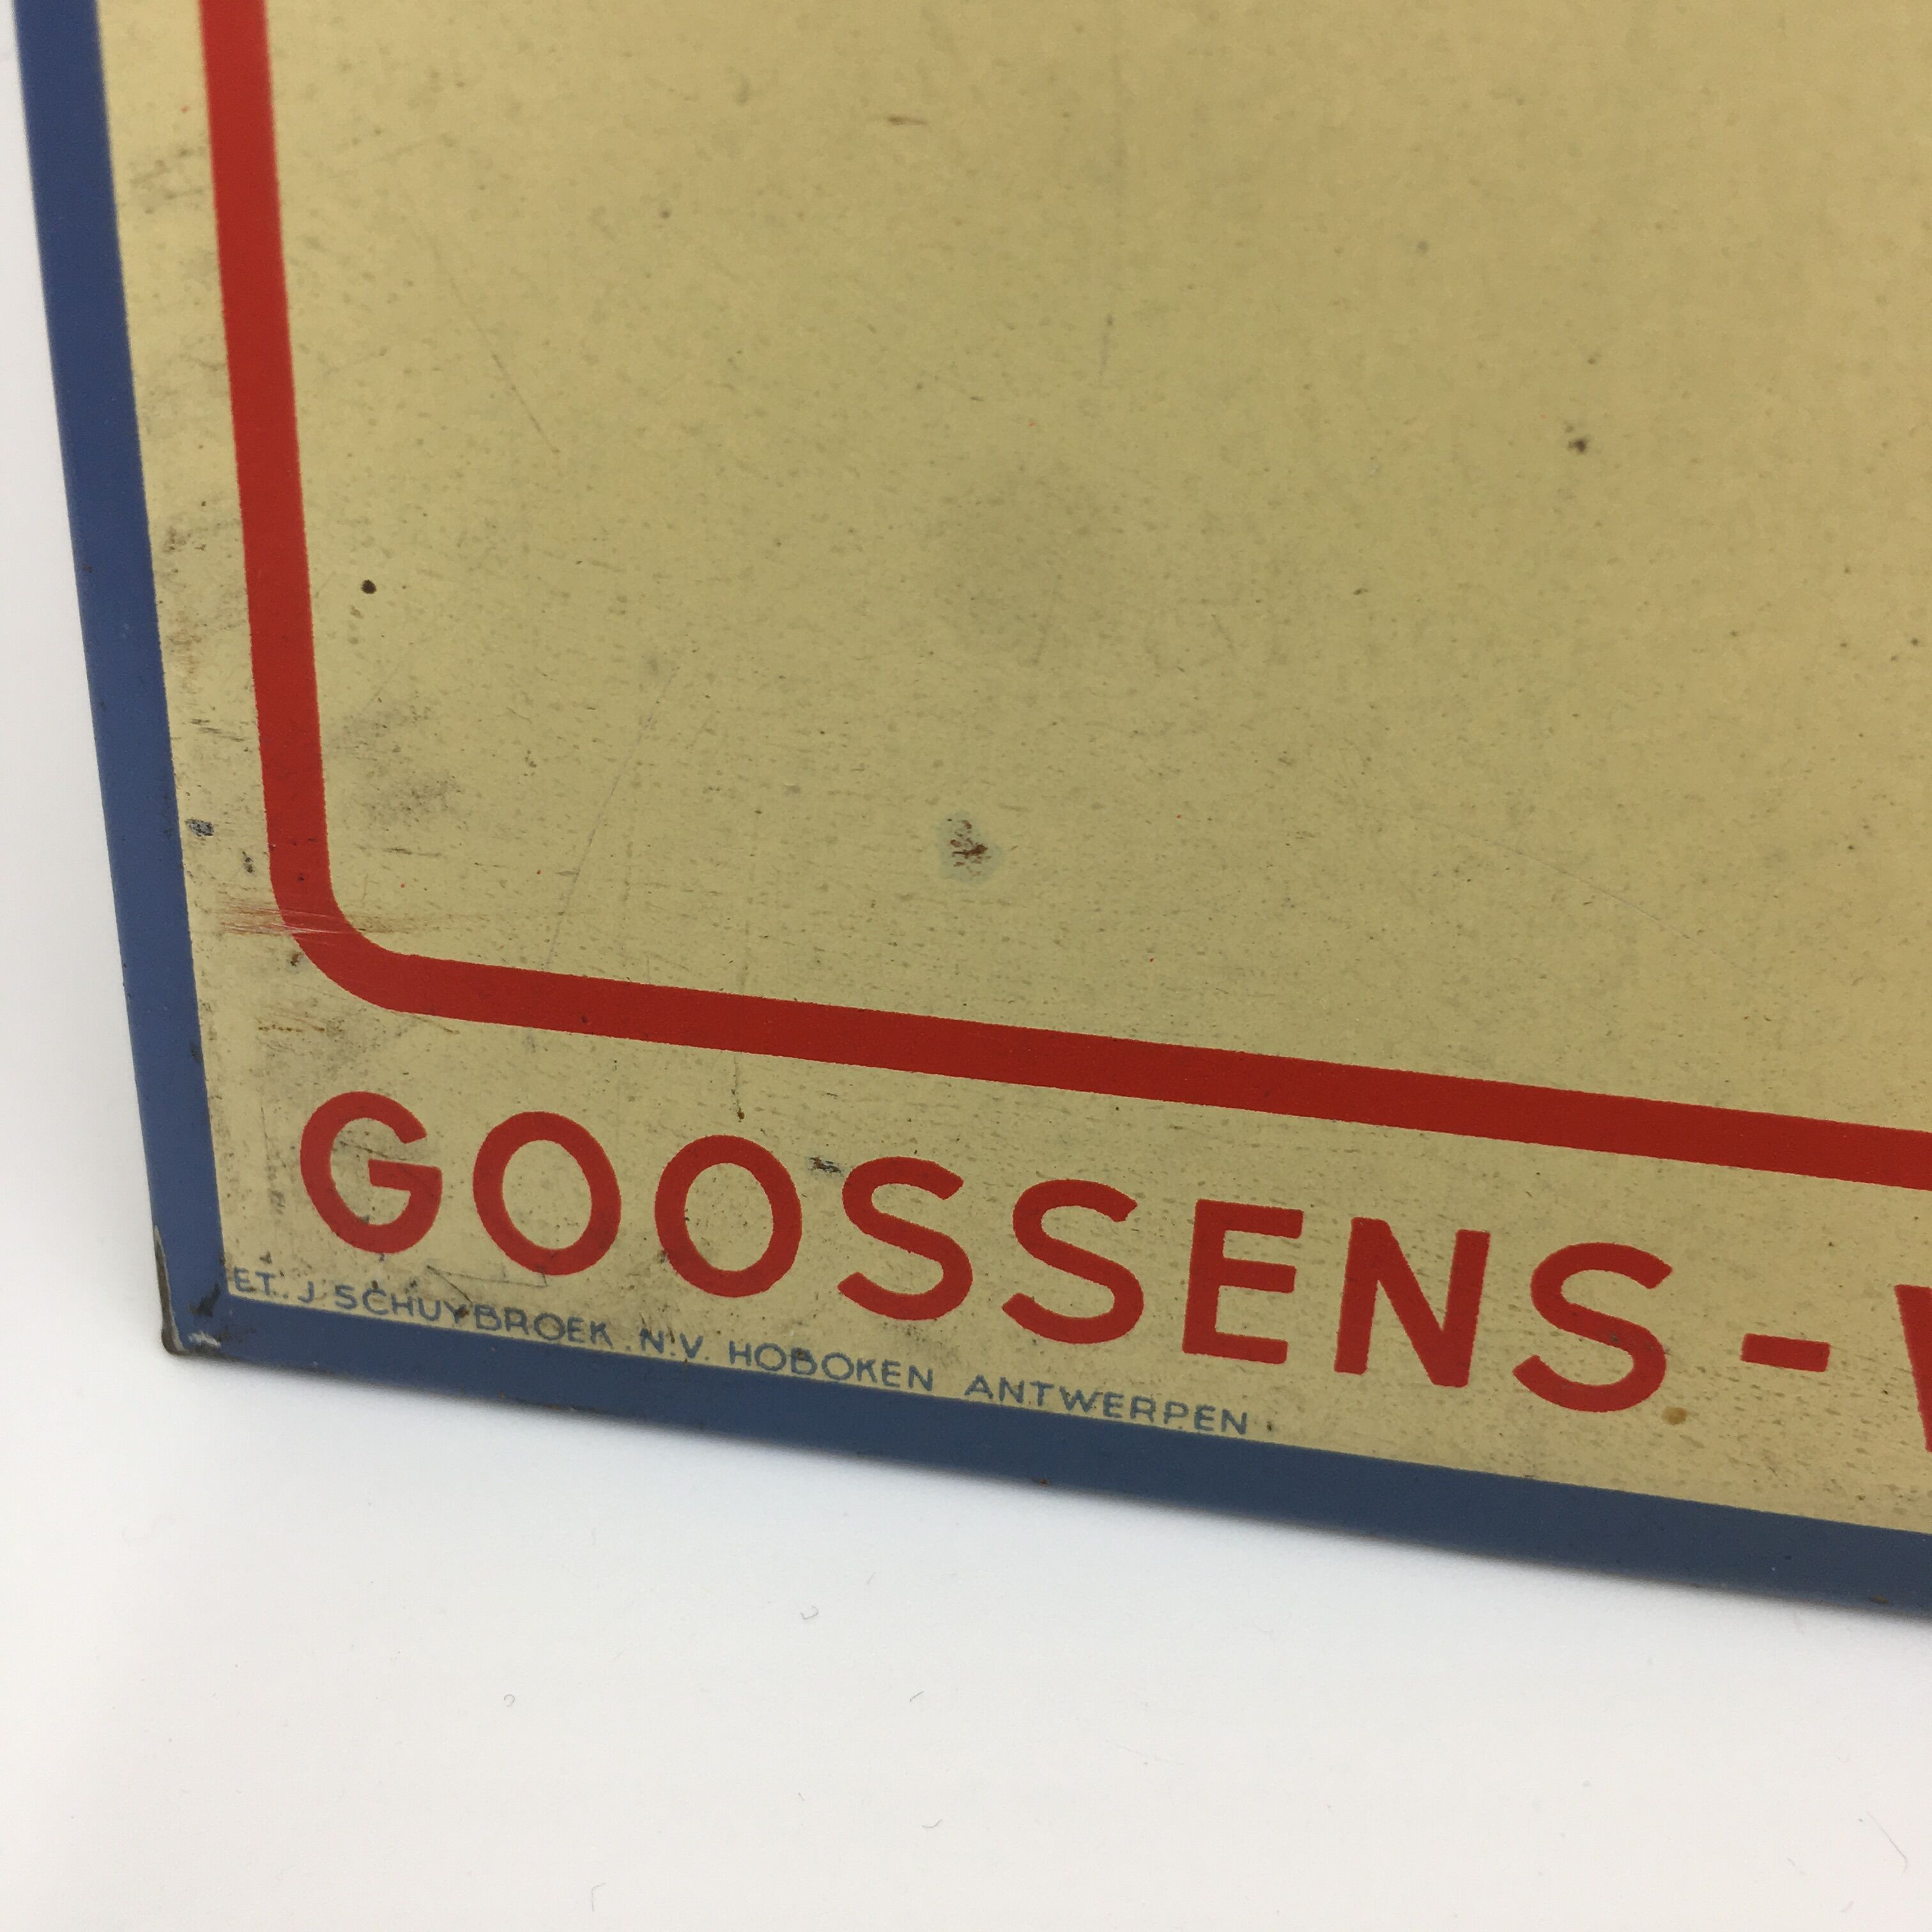 GOOSSENS-
ET. J. SCHUYBROEK. N.V. HOBOKEN ANTWERPEN.